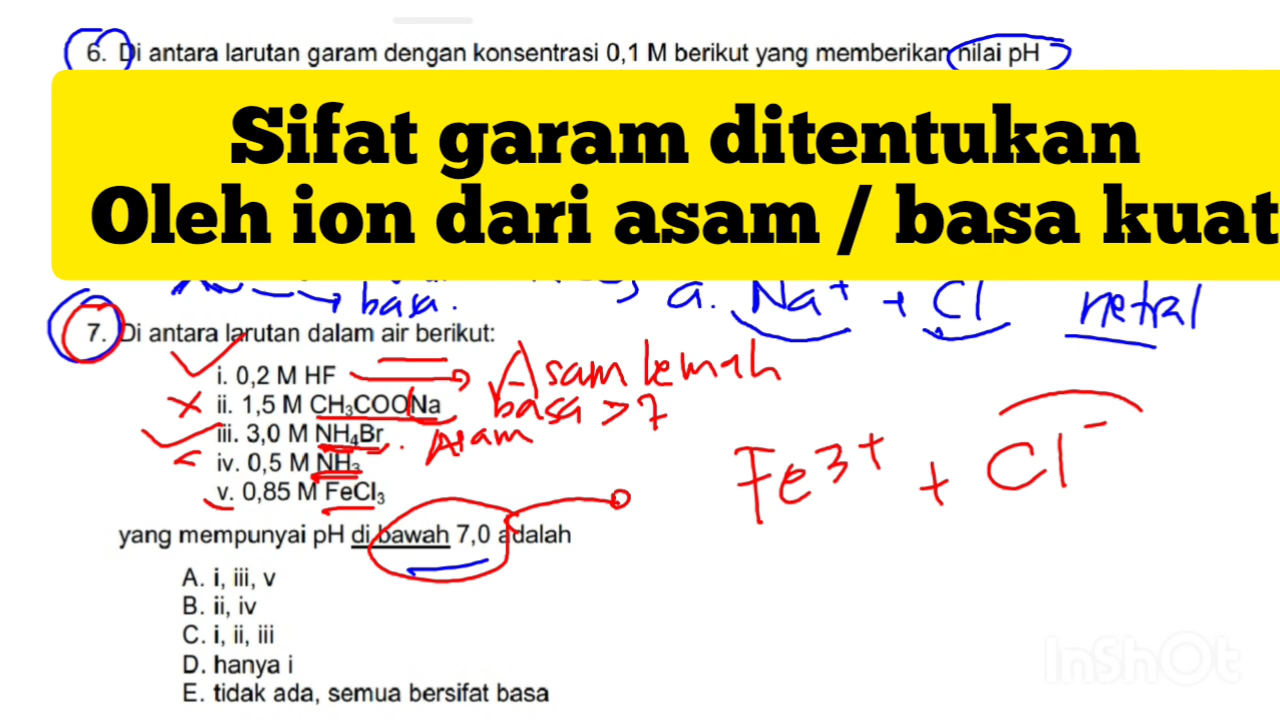 6. Di antara larutan garam dengan konsentrasi 0,1 M berikut yang memberikan nilai pH
Sifat garam ditentukan
Oleh ion dari asam / basa kuat
basa.
a. Na⁺ + Cl netral
7. Di antara larutan dalam air berikut:
i. 0,2 M HF → Asam lemah
ii. 1,5 M CH₃COONa basa > 7
iii. 3,0 M NH₄Br. Asam
iv. 0,5 M NH₃
v. 0,85 M FeCl₃
Fe³⁺ + Cl⁻
yang mempunyai pH di bawah 7,0 adalah
A. i, iii, v
B. ii, iv
C. i, ii, iii
D. hanya i
E. tidak ada, semua bersifat basa
InShOt